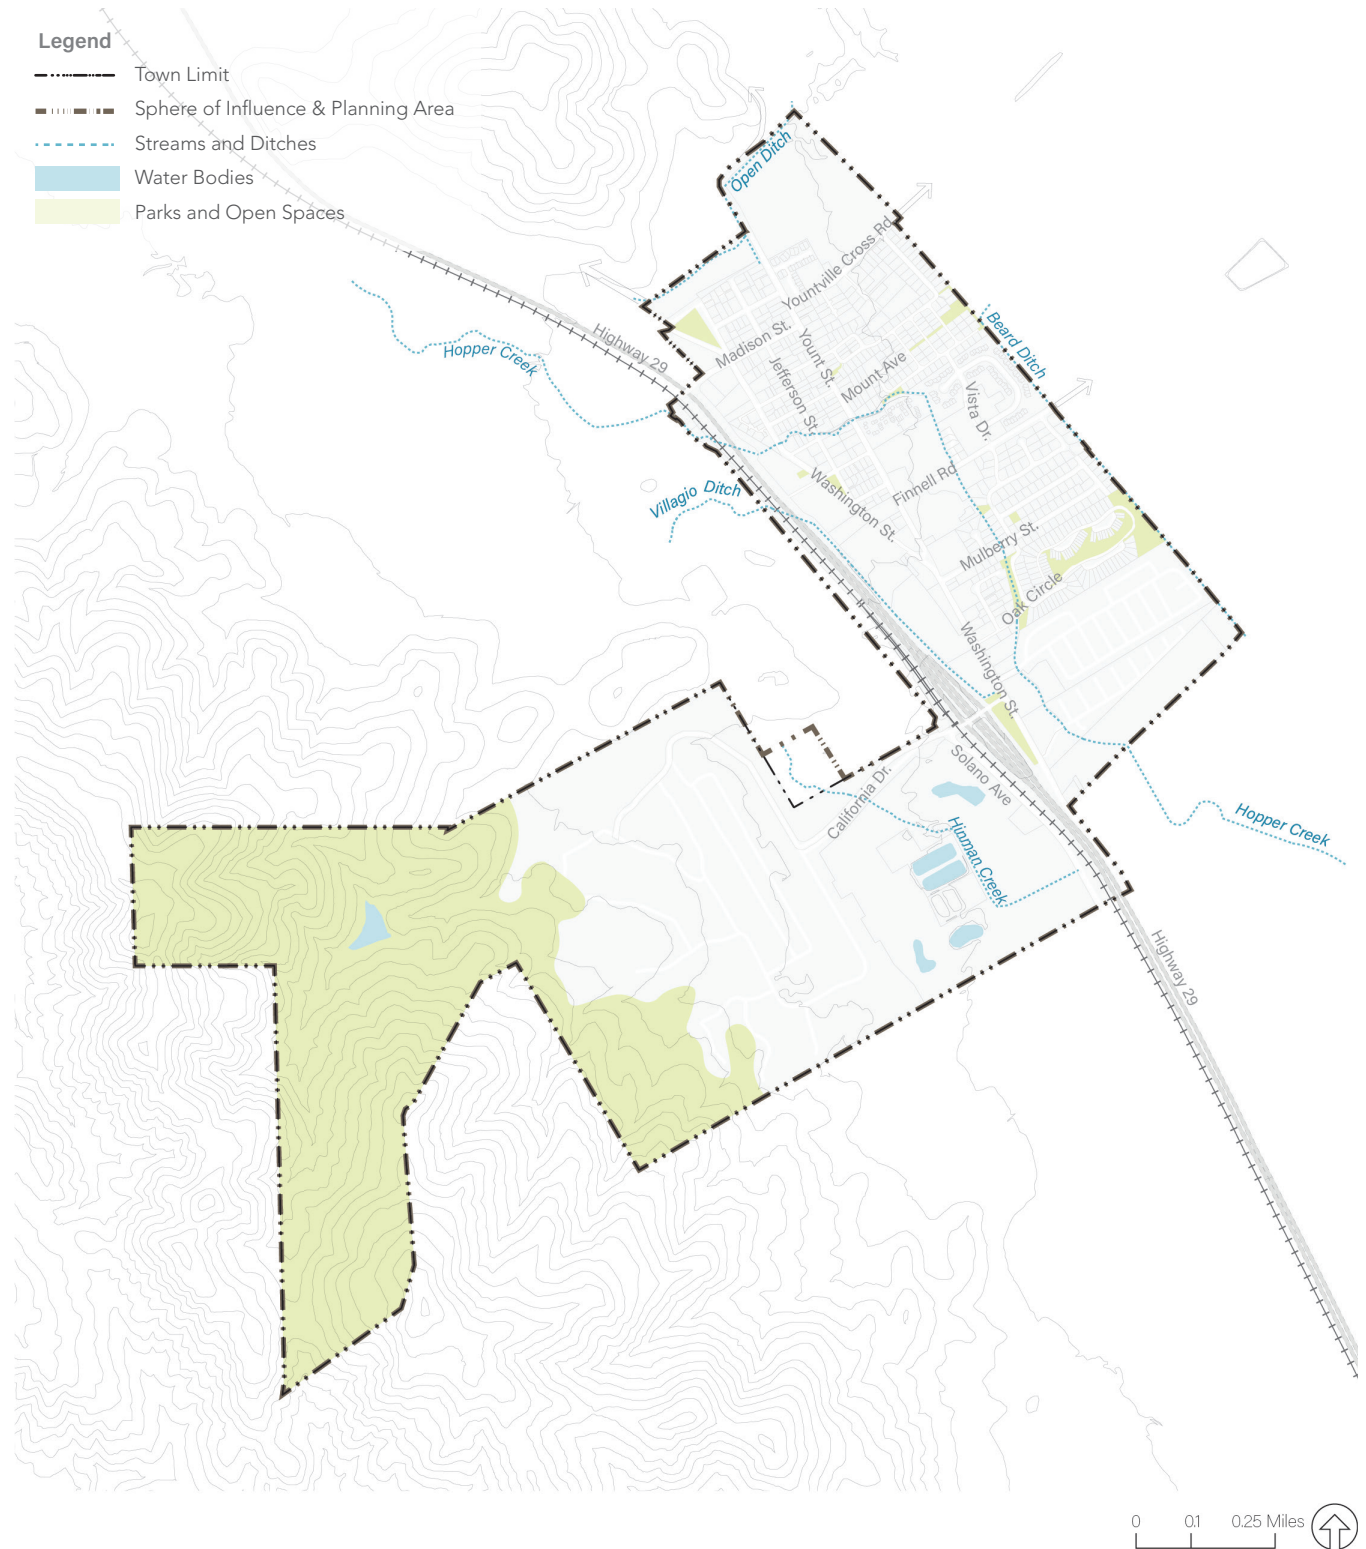 Legend
Town Limit
Sphere of Influence & Planning Area
Streams and Ditches
Water Bodies
Parks and Open Spaces
Open Ditch
Yountville Cross Rd
Beard Ditch
Highway 29
Hopper Creek
Madison St.
Yount St.
Jefferson St.
Mount Ave
Vista Dr.
Villagio Ditch
Washington St.
Finnell Rd
Mulberry St.
Oak Circle
Washington St.
Solano Ave
California Dr.
Hinman Creek
Hopper Creek
Highway 29
0 0.1 0.25 Miles